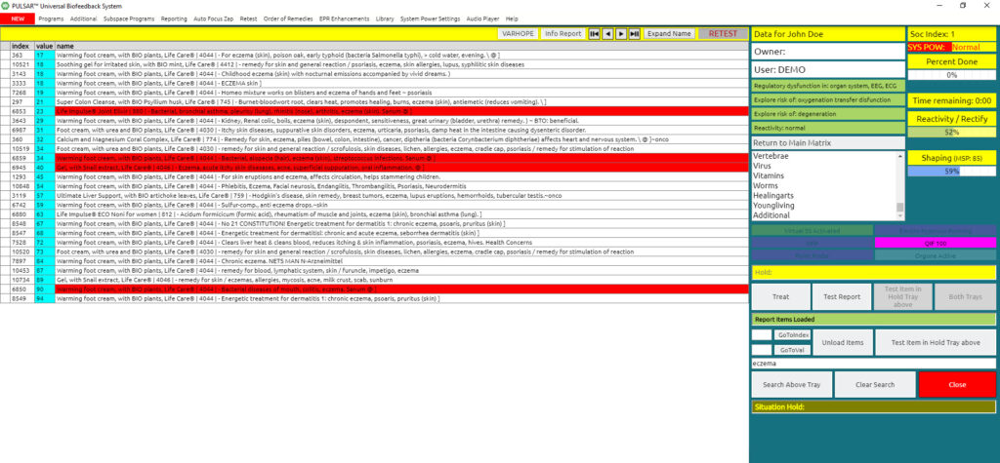 PULSAR™ Universal Biofeedback System
NEW Programs Additional Subspace Programs Reporting Auto Focus Zap Retest Order of Remedies EPR Enhancements Library System Power Settings Audio Player Help
VARHOPE Info Report Expand Name RETEST
index value name
363 17 Warming foot cream, with BIO plants, Life Care® | 4044 | - For eczema (skin), poison oak, early typhoid (bacteria Salmonella typhi), > cold water, evening. \ @ ]
10521 18 Soothing gel for irritated skin, with BIO mint, Life Care® | 4412 | - remedy for skin and general reaction / psoriasis, eczema, skin allergies, lupus, syphilitic skin diseases
3143 18 Warming foot cream, with BIO plants, Life Care® | 4044 | - Childhood eczema (skin) with nocturnal emissions accompanied by vivid dreams. )
3333 18 Warming foot cream, with BIO plants, Life Care® | 4044 | - ECZEMA skin ]
7268 19 Warming foot cream, with BIO plants, Life Care® | 4044 | - Homeo mixture works on blisters and eczema of hands and feet ~ psoriasis
297 21 Super Colon Cleanse, with BIO Psyllium husk, Life Care® | 745 | - Burnet-bloodwort root, clears heat, promotes healing, burns, eczema (skin), antiemetic (reduces vomiting). \]
6853 23 Life Impulse® Joint Elixir | 880 | - Bacterial, bronchial asthma, pleurisy (lung), rhinitis (nose), arthritis, eczema (skin). Serum @ ]
3643 29 Warming foot cream, with BIO plants, Life Care® | 4044 | - Kidney, Renal colic, boils, eczema (skin), despondent, sensitiveness, great urinary (bladder, urethra) remedy. ) ~ BTO: beneficial.
6987 31 Foot cream, with urea and BIO plants, Life Care® | 4030 | - Itchy skin diseases, suppurative skin disorders, eczema, urticaria, psoriasis, damp heat in the intestine causing dysenteric disorder.
360 32 Calcium and Magnesium Coral Complex, Life Care® | 774 | - Remedy for skin, eczema, piles (bowel, colon, intestine), cancer, diptheria (bacteria Corynbacterium diphtheriae) affects heart and nervous system. \ @ ]~onco
10519 34 Foot cream, with urea and BIO plants, Life Care® | 4030 | - remedy for skin and general reaction / scrofulosis, skin diseases, lichen, allergies, eczema, cradle cap, psoriasis / remedy for stimulation of reaction
6859 34 Warming foot cream, with BIO plants, Life Care® | 4044 | - Bacterial, alopecia (hair), eczema (skin), streptococcus infections. Serum @ ]
6945 40 Gel, with Snail extract, Life Care® | 4046 | - Eczema, acute itchy skin diseases, acne, superficial suppuration, and inflammation. @ ]
1293 45 Warming foot cream, with BIO plants, Life Care® | 4044 | - For skin eruptions and eczema, affects circulation, helps stammering children.
10848 54 Warming foot cream, with BIO plants, Life Care® | 4044 | - Phlebitis, Eczema, Facial neurosis, Endangitis, Thrombangitis, Psoriasis, Neurodermitis
3119 57 Ultimate Liver Support, with BIO artichoke leaves, Life Care® | 759 | - Hodgkin's disease, skin remedy, breast tumors, eczema, lupus eruptions, hemorrhoids, tubercular testis.~onco
6742 59 Warming foot cream, with BIO plants, Life Care® | 4044 | - Sulfur-comp., anti eczema drops.~skin
6880 63 Life Impulse® ECO Noni for women | 812 | - Acidum formicicum (formic acid), rheumatism of muscle and joints, eczema (skin), bronchial asthma (lung). ]
8548 67 Warming foot cream, with BIO plants, Life Care® | 4044 | - No 21 CONSTITUTION! Energetic treatment for dermatitis 1: chronic eczema, psoaris, pruritus (skin) ]
8547 68 Warming foot cream, with BIO plants, Life Care® | 4044 | - Energetic treatment for dermatitisl: chronic and acute eczema, seborrhea dermatitis (skin) ]
7528 72 Warming foot cream, with BIO plants, Life Care® | 4044 | - Clears liver heat & cleans blood, reduces itching & skin inflammation, psoriasis, eczema, hives. Health Concerns
10520 73 Foot cream, with urea and BIO plants, Life Care® | 4030 | - remedy for skin and general reaction / scrofulosis, skin diseases, lichen, allergies, eczema, cradle cap, psoriasis / remedy for stimulation of reaction
7897 84 Warming foot cream, with BIO plants, Life Care® | 4044 | - Chronic eczema. NETS MAN N-Arzneimittel
10453 87 Warming foot cream, with BIO plants, Life Care® | 4044 | - remedy for blood, lymphatic system, skin / furuncle, impetigo, eczema
10734 89 Gel, with Snail extract, Life Care® | 4046 | - remedy for skin / eczemas, allergies, mycosis, acne, milk crust, scab, sunburn
6850 90 Warming foot cream, with BIO plants, Life Care® | 4044 | - Bacterial diseases of mouth, colitis, eczema. Serum @ ]
8549 94 Warming foot cream, with BIO plants, Life Care® | 4044 | - Energetic treatment for dermatitis 1: chronic eczema, psoaris, pruritus (skin) ]
Data for John Doe
Owner:
User: DEMO
Regulatory dysfunction in: organ system, EEG, ECG
Explore risk of: oxygenation transfer disfunction
Explore risk of: degeneration
Reactivity: normal
Return to Main Matrix
Vertebrae
Virus
Vitamins
Worms
Healingarts
Youngliving
Additional
Soc Index: 1
SYS POW: Normal
Percent Done
0%
Time remaining: 0:00
Reactivity / Rectify
52%
Shaping (MSP: 85)
59%
QIF 100
Orgone Active
Hold:
Treat
Test Report
Test Item in Hold Tray above
Both Trays
Report Items Loaded
GoToIndex
GoToVal
Unload Items
Test Item in Hold Tray above
eczema
Search Above Tray
Clear Search
Close
Situation Hold: